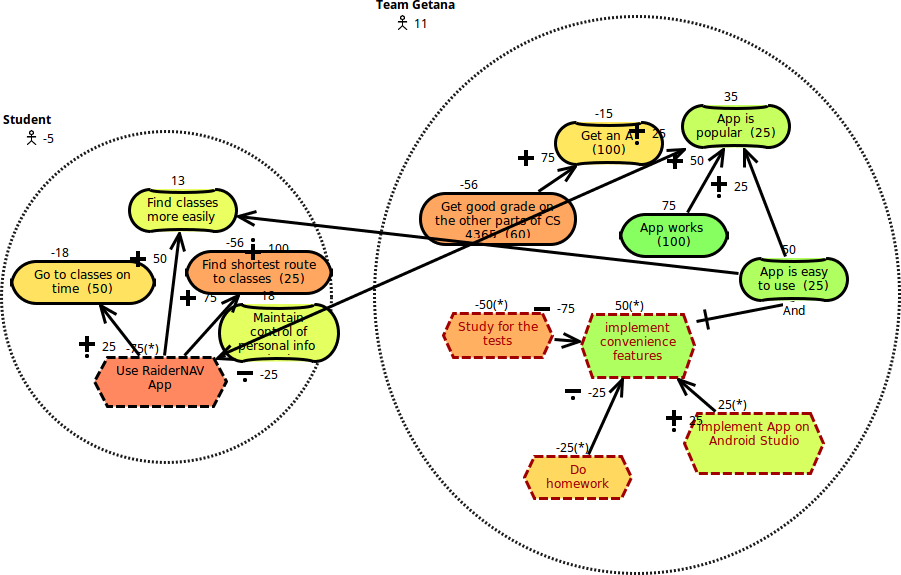 Team Getana
11
Student
-5
13
Find classes
more easily
-18
Go to classes on
time (50)
50
-56
100
Find shortest route
to classes (25)
75
18
Maintain
control of
personal info
25
-75(*)
Use RaiderNAV
App
-25
-15
Get an A
(100)
25
35
App is
popular (25)
75
50
-56
Get good grade on
the other parts of CS
4365 (60)
25
75
App works
(100)
50
App is easy
to use (25)
And
-50(*)
-75
Study for the
tests
50(*)
implement
convenience
features
-25
25(*)
25
implement App on
Android Studio
-25(*)
Do
homework